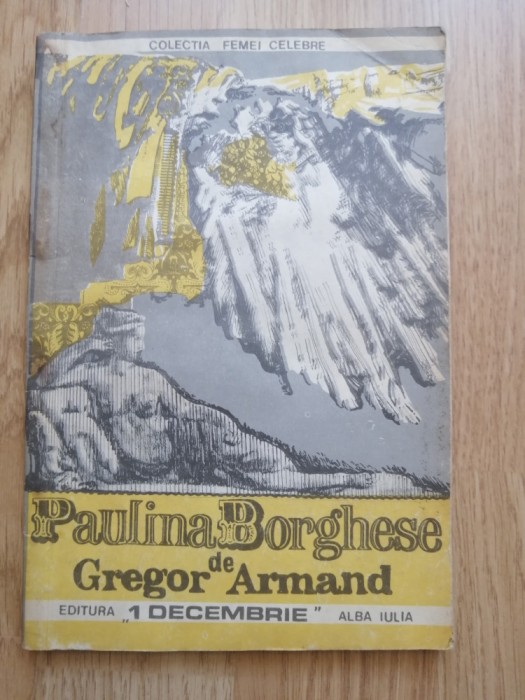 COLECTIA FEMEI CELEBRE
Paulina Borghese
de
Gregor Armand
EDITURA „1 DECEMBRIE” ALBA IULIA